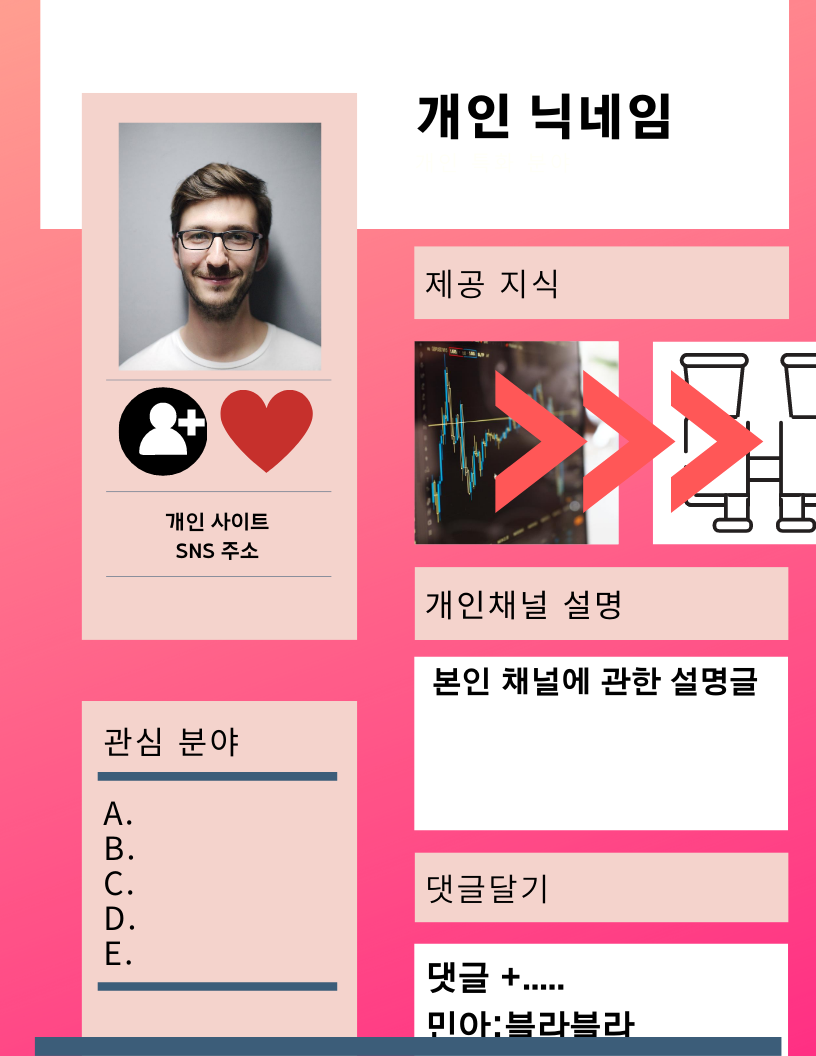 개인 닉네임
개인 사이트
SNS 주소
관심 분야
A.
B.
C.
D.
E.
제공 지식
개인채널 설명
본인 채널에 관한 설명글
댓글달기
댓글 +.....
민아:블라블라